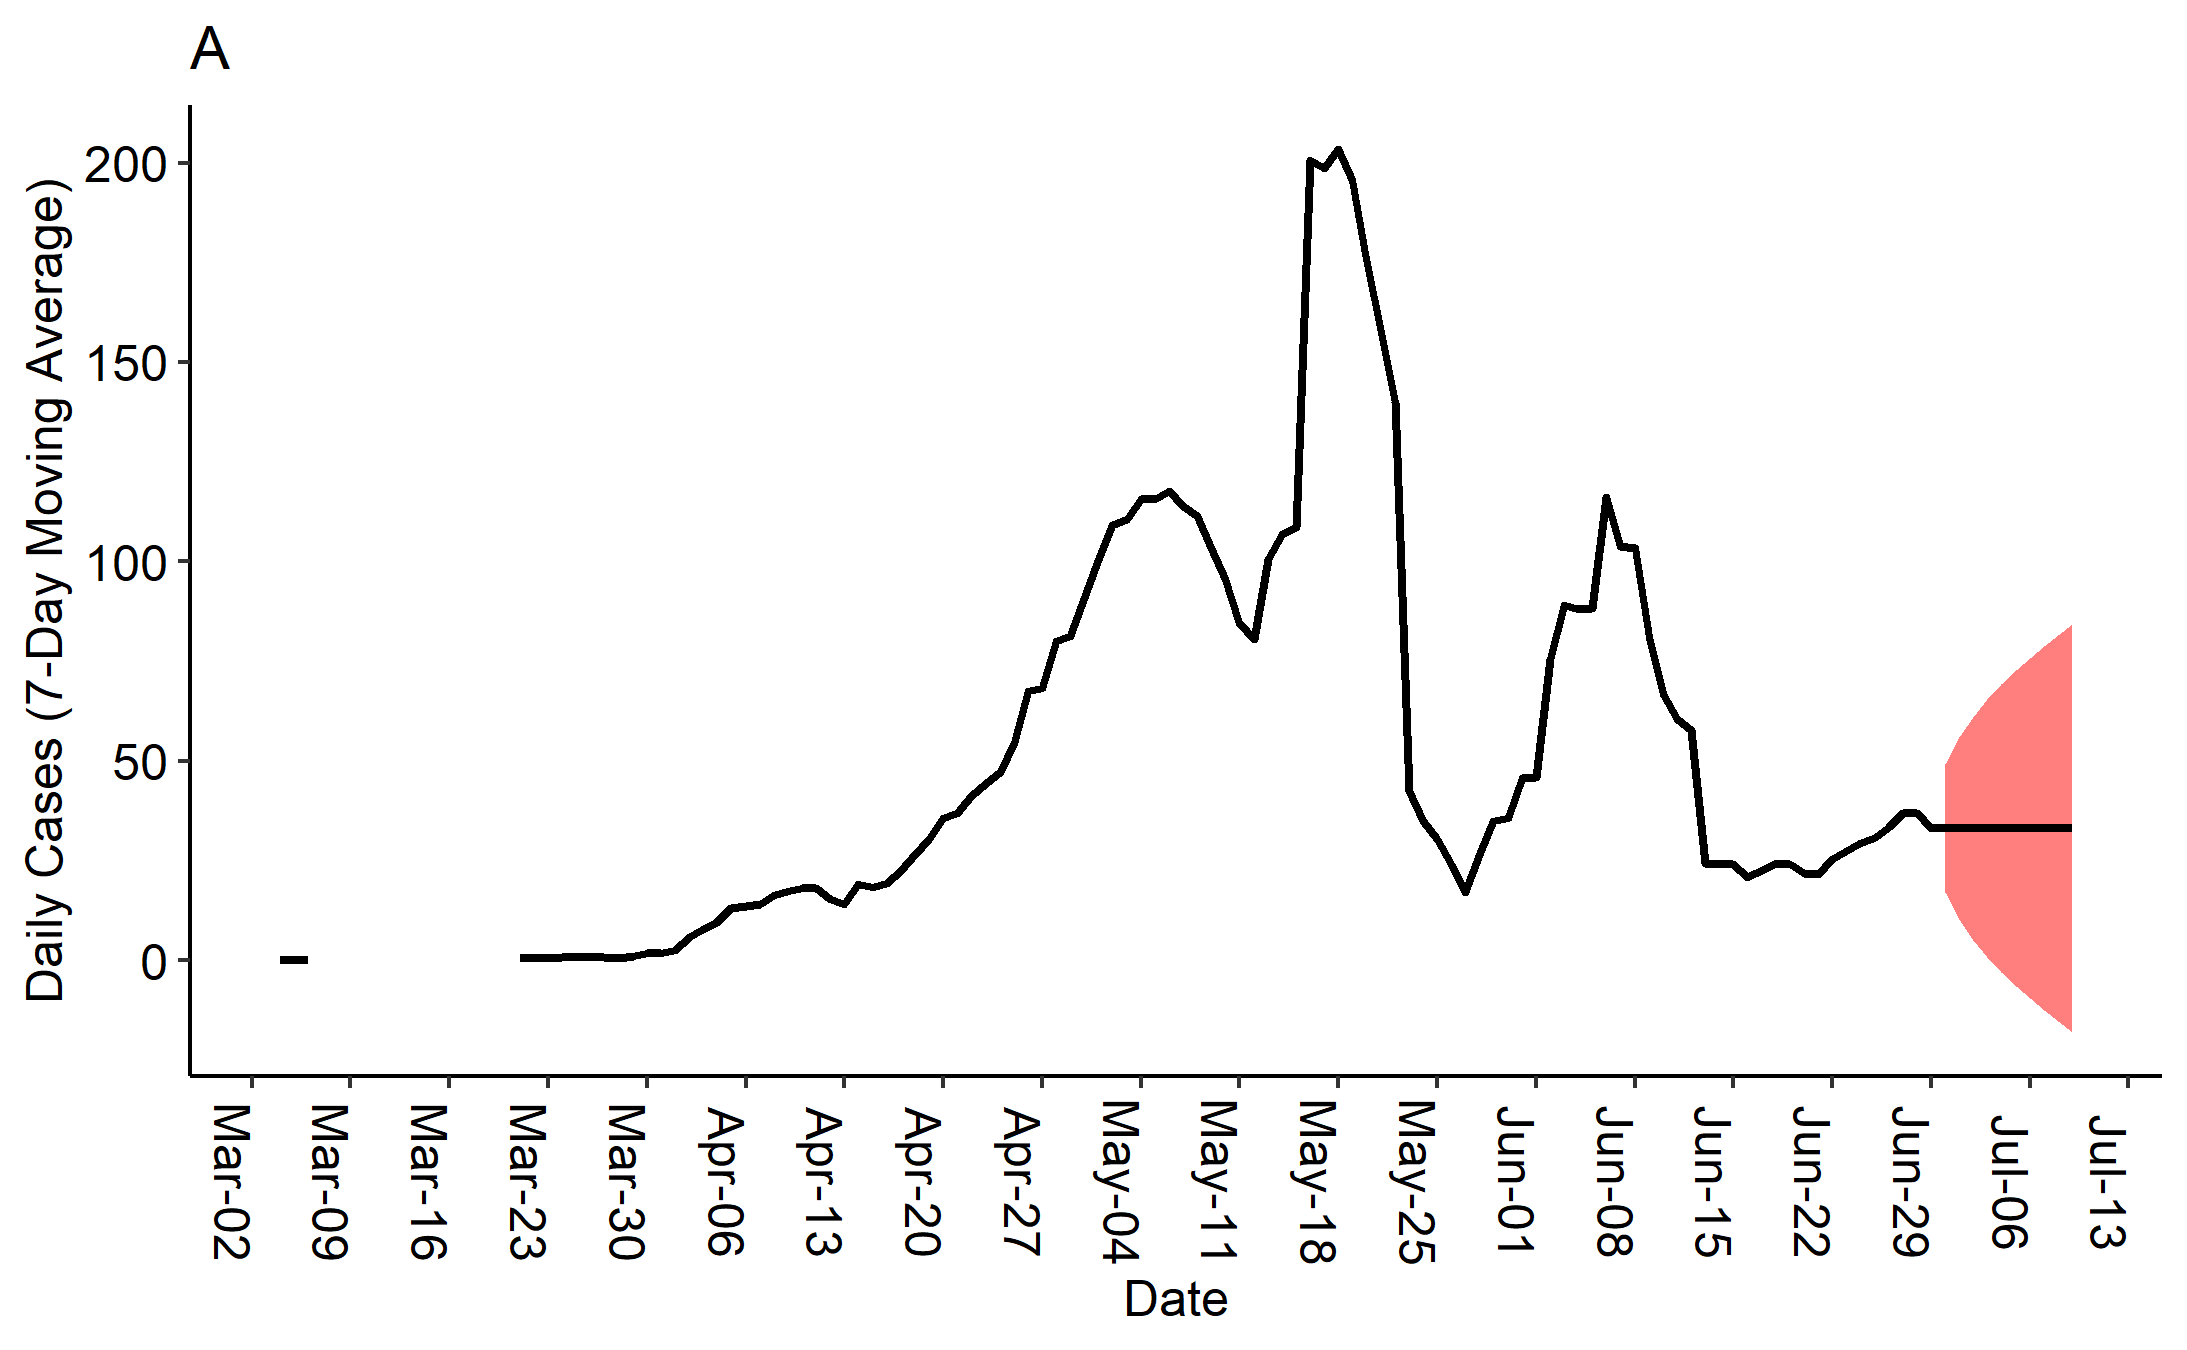 A
Daily Cases (7-Day Moving Average)
200
150
100
50
0
Mar-02
Mar-09
Mar-16
Mar-23
Mar-30
Apr-06
Apr-13
Apr-20
Apr-27
May-04
May-11
May-18
May-25
Jun-01
Jun-08
Jun-15
Jun-22
Jun-29
Jul-06
Jul-13
Date